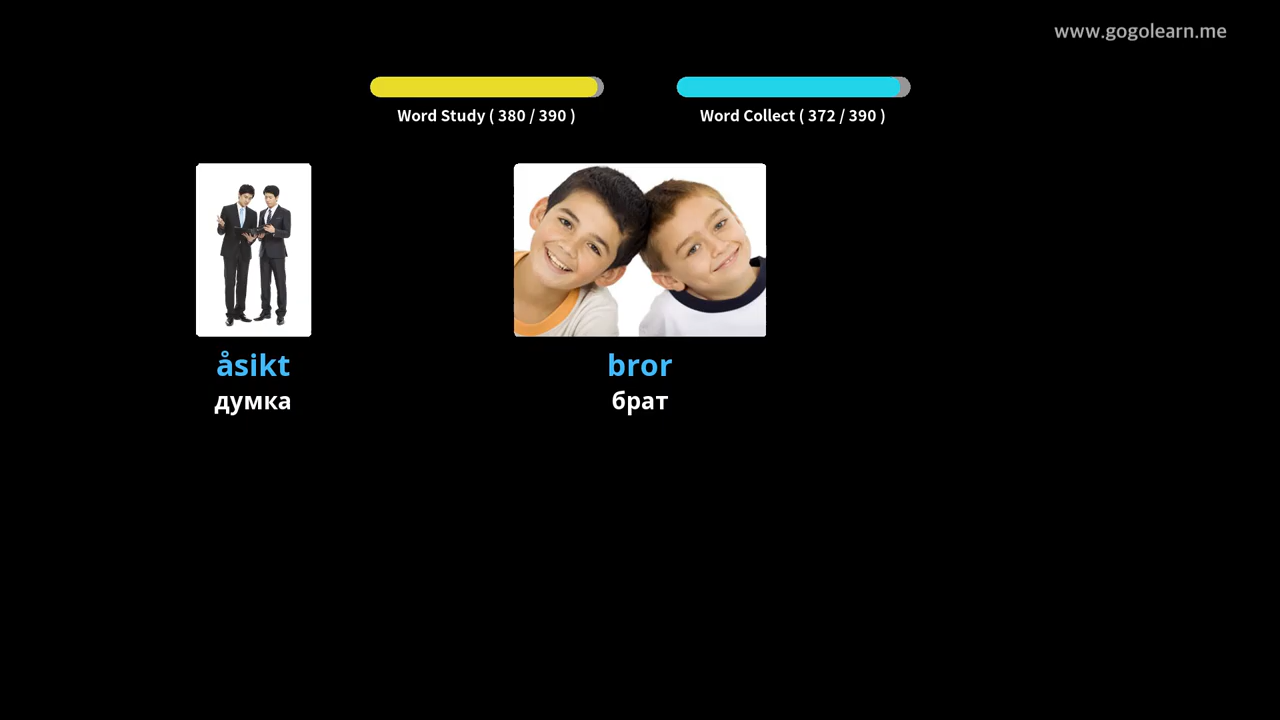 www.gogolearn.me
Word Study ( 380 / 390 )
Word Collect ( 372 / 390 )
åsikt
думка
bror
брат